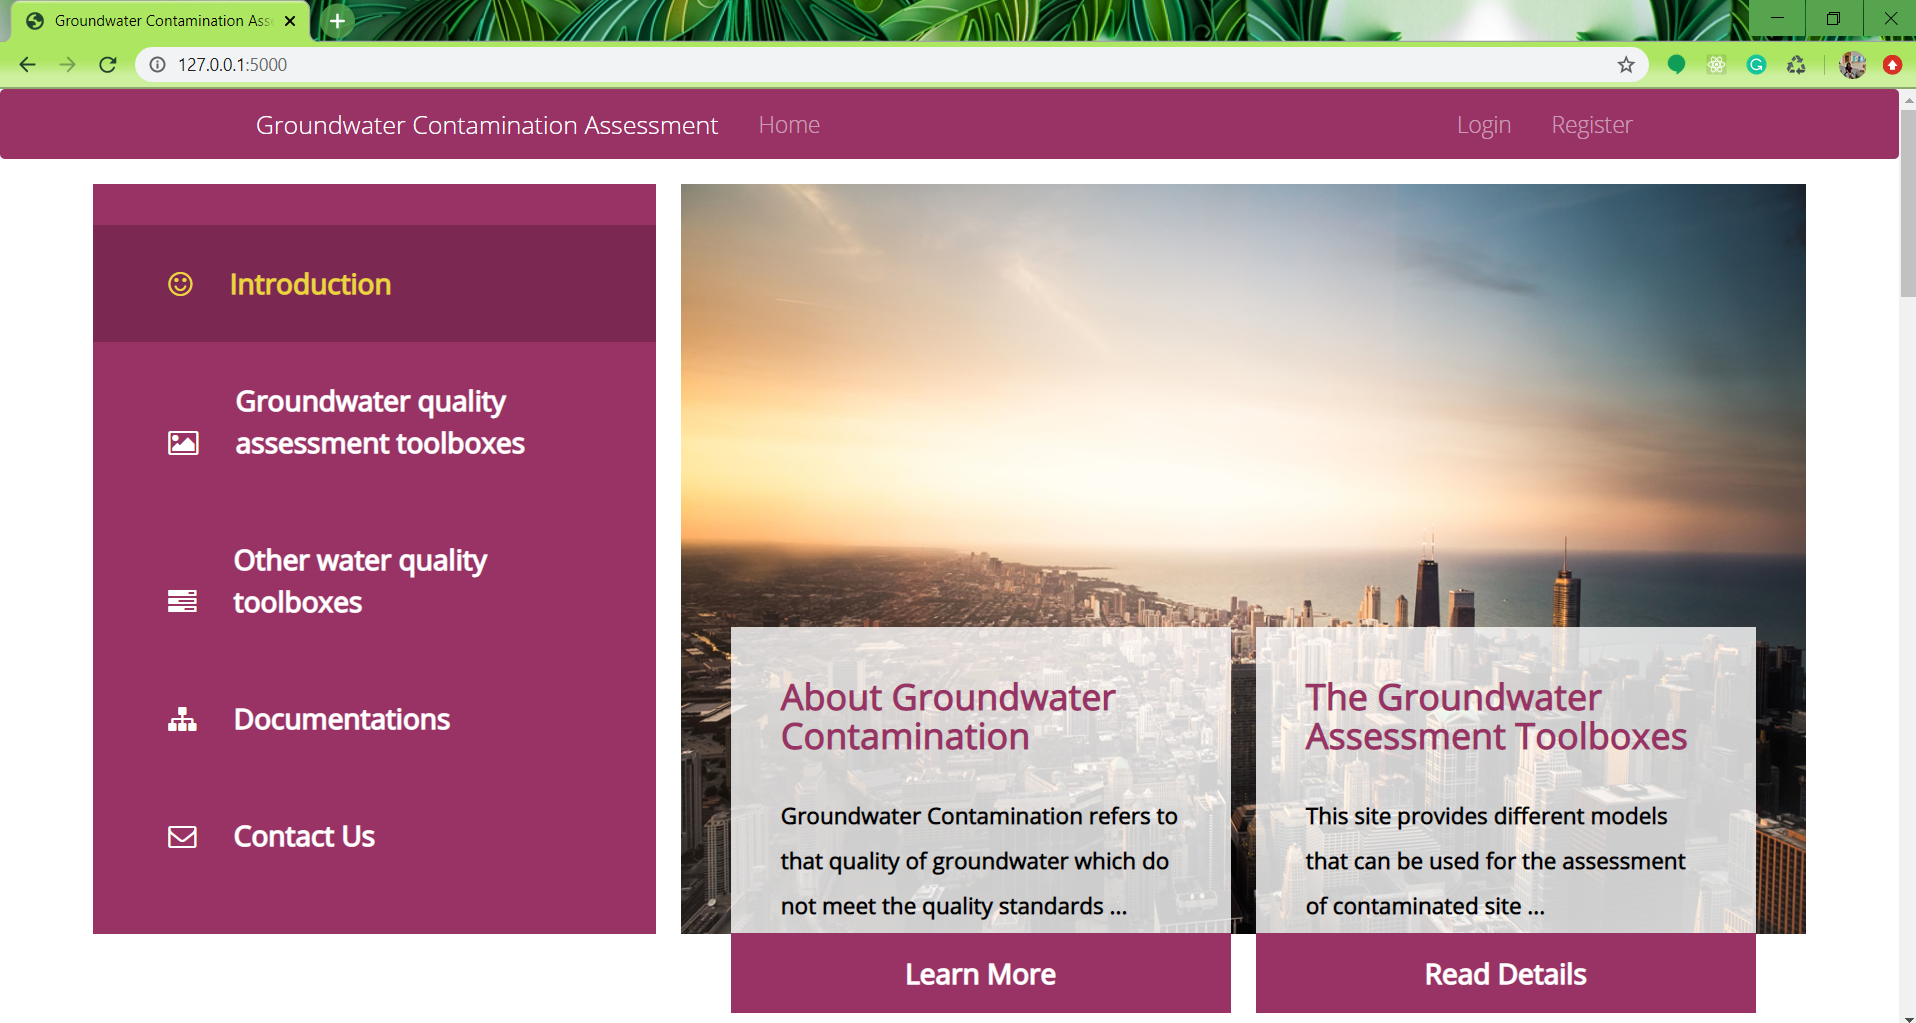 Groundwater Contamination Ass
127.0.0.1:5000
Groundwater Contamination Assessment
Home
Login
Register
Introduction
Groundwater quality
assessment toolboxes
Other water quality
toolboxes
Documentations
Contact Us
About Groundwater
Contamination
Groundwater Contamination refers to
that quality of groundwater which do
not meet the quality standards ...
Learn More
The Groundwater
Assessment Toolboxes
This site provides different models
that can be used for the assessment
of contaminated site ...
Read Details